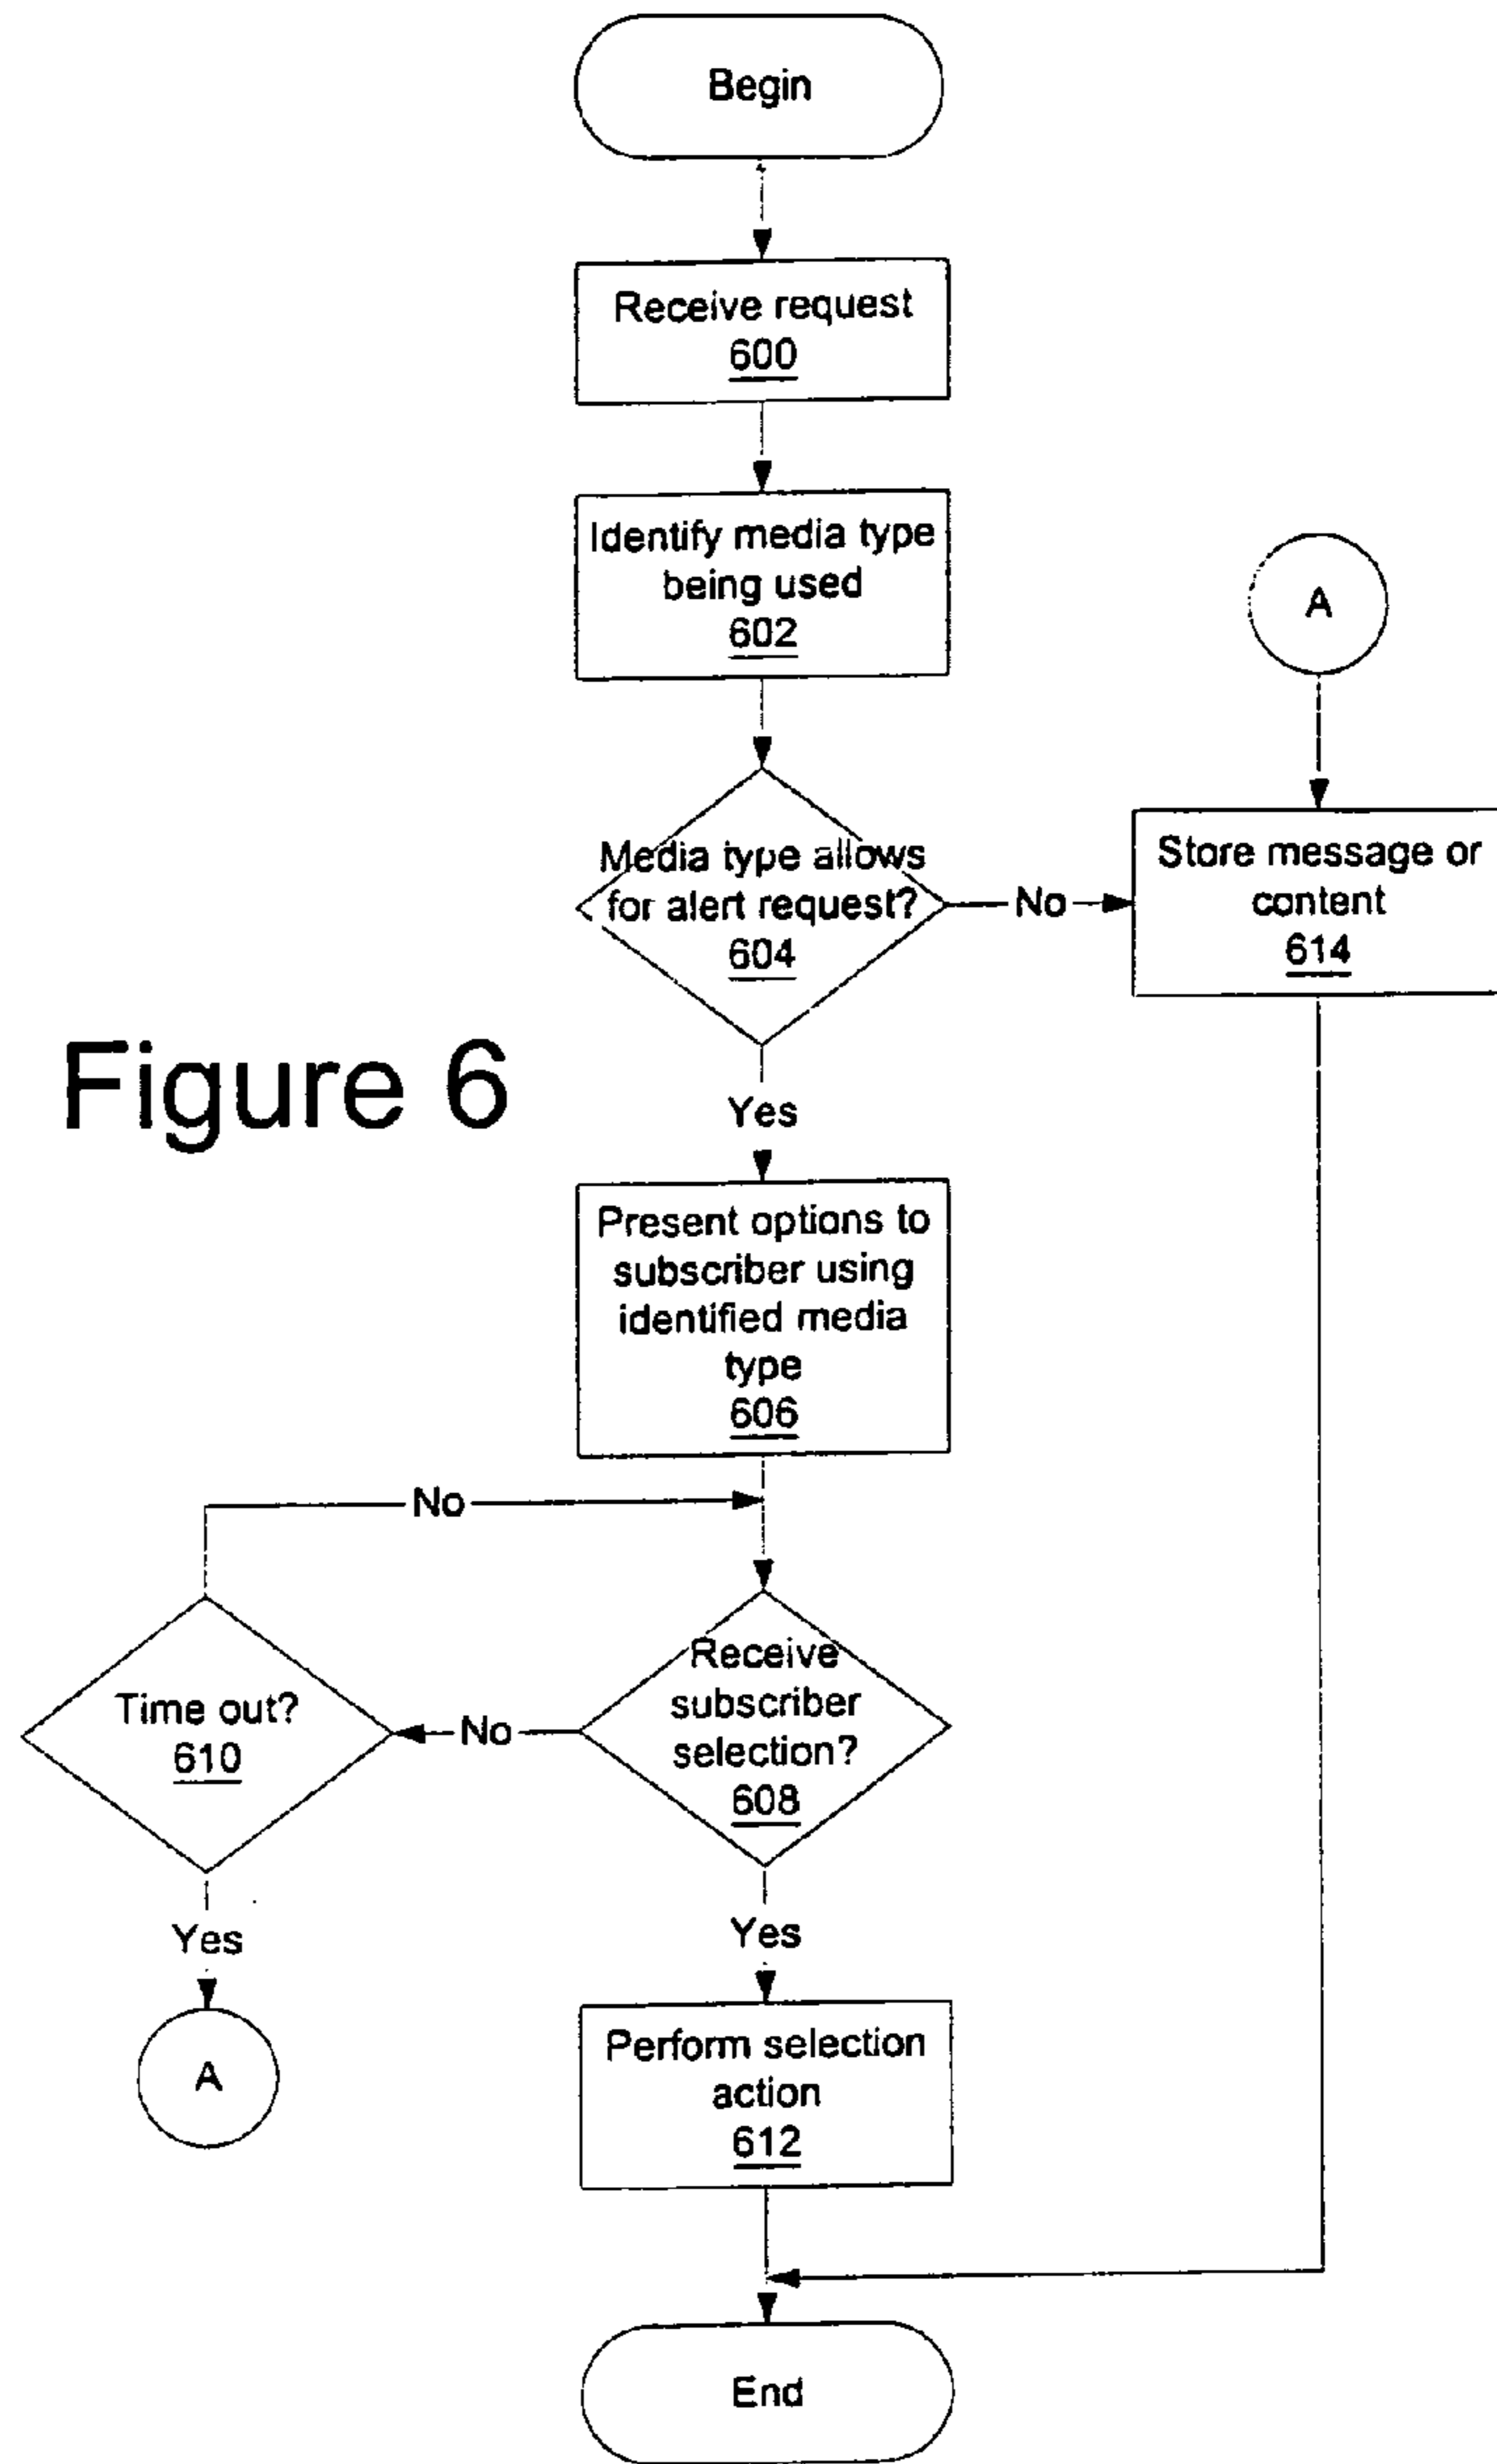 Begin
Receive request
600
Identify media type
being used
602
A
Media type allows
for alert request?
604
No
Store message or
content
614
Figure 6
Yes
Present options to
subscriber using
identified media
type
606
No
Receive
subscriber
selection?
608
No
Time out?
610
Yes
Yes
A
Perform selection
action
612
End